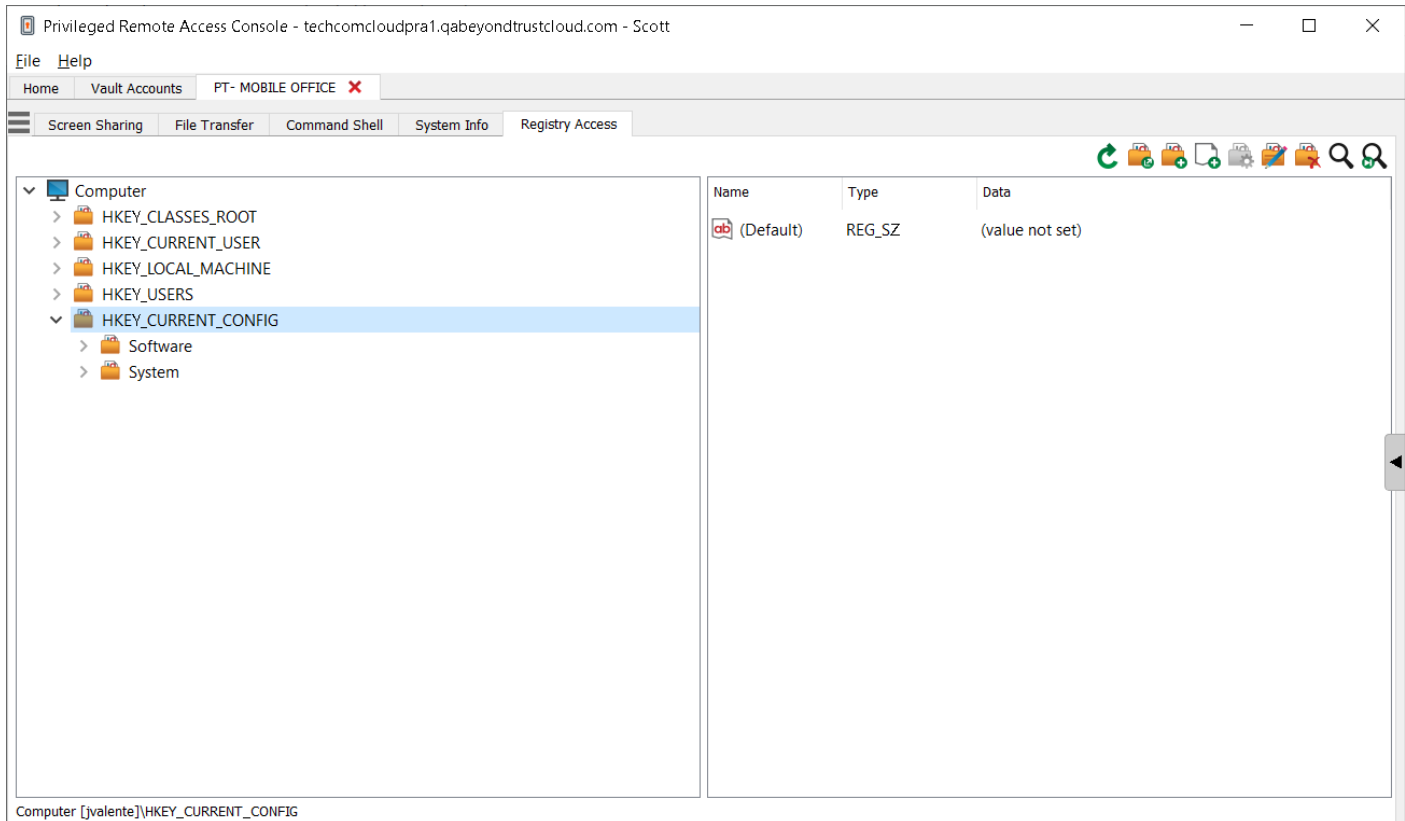 Privileged Remote Access Console - techcomcloudpra1.qabeyondtrustcloud.com - Scott
File Help
Home Vault Accounts PT- MOBILE OFFICE
Screen Sharing File Transfer Command Shell System Info Registry Access
Computer
HKEY_CLASSES_ROOT
HKEY_CURRENT_USER
HKEY_LOCAL_MACHINE
HKEY_USERS
HKEY_CURRENT_CONFIG
Software
System
Name Type Data
ab (Default) REG_SZ (value not set)
Computer [jvalente]\HKEY_CURRENT_CONFIG